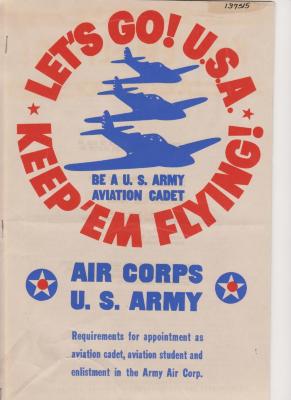 137515
LET'S GO! U.S.A.
KEEP 'EM FLYING!
BE A U. S. ARMY
AVIATION CADET
AIR CORPS
U. S. ARMY
Requirements for appointment as
aviation cadet, aviation student and
enlistment in the Army Air Corp.